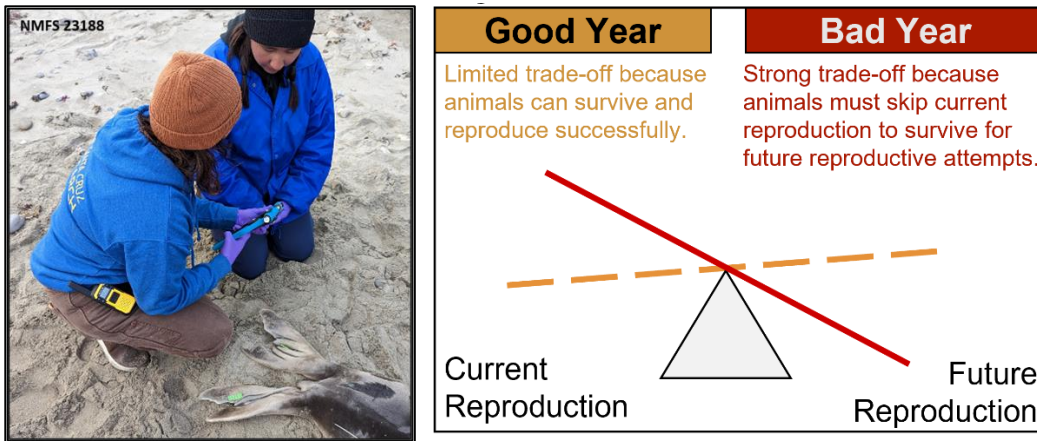 NMFS 23188
CRUZ
Good Year
Limited trade-off because
animals can survive and
reproduce successfully.
Bad Year
Strong trade-off because
animals must skip current
reproduction to survive for
future reproductive attempts.
Current
Reproduction
Future
Reproduction